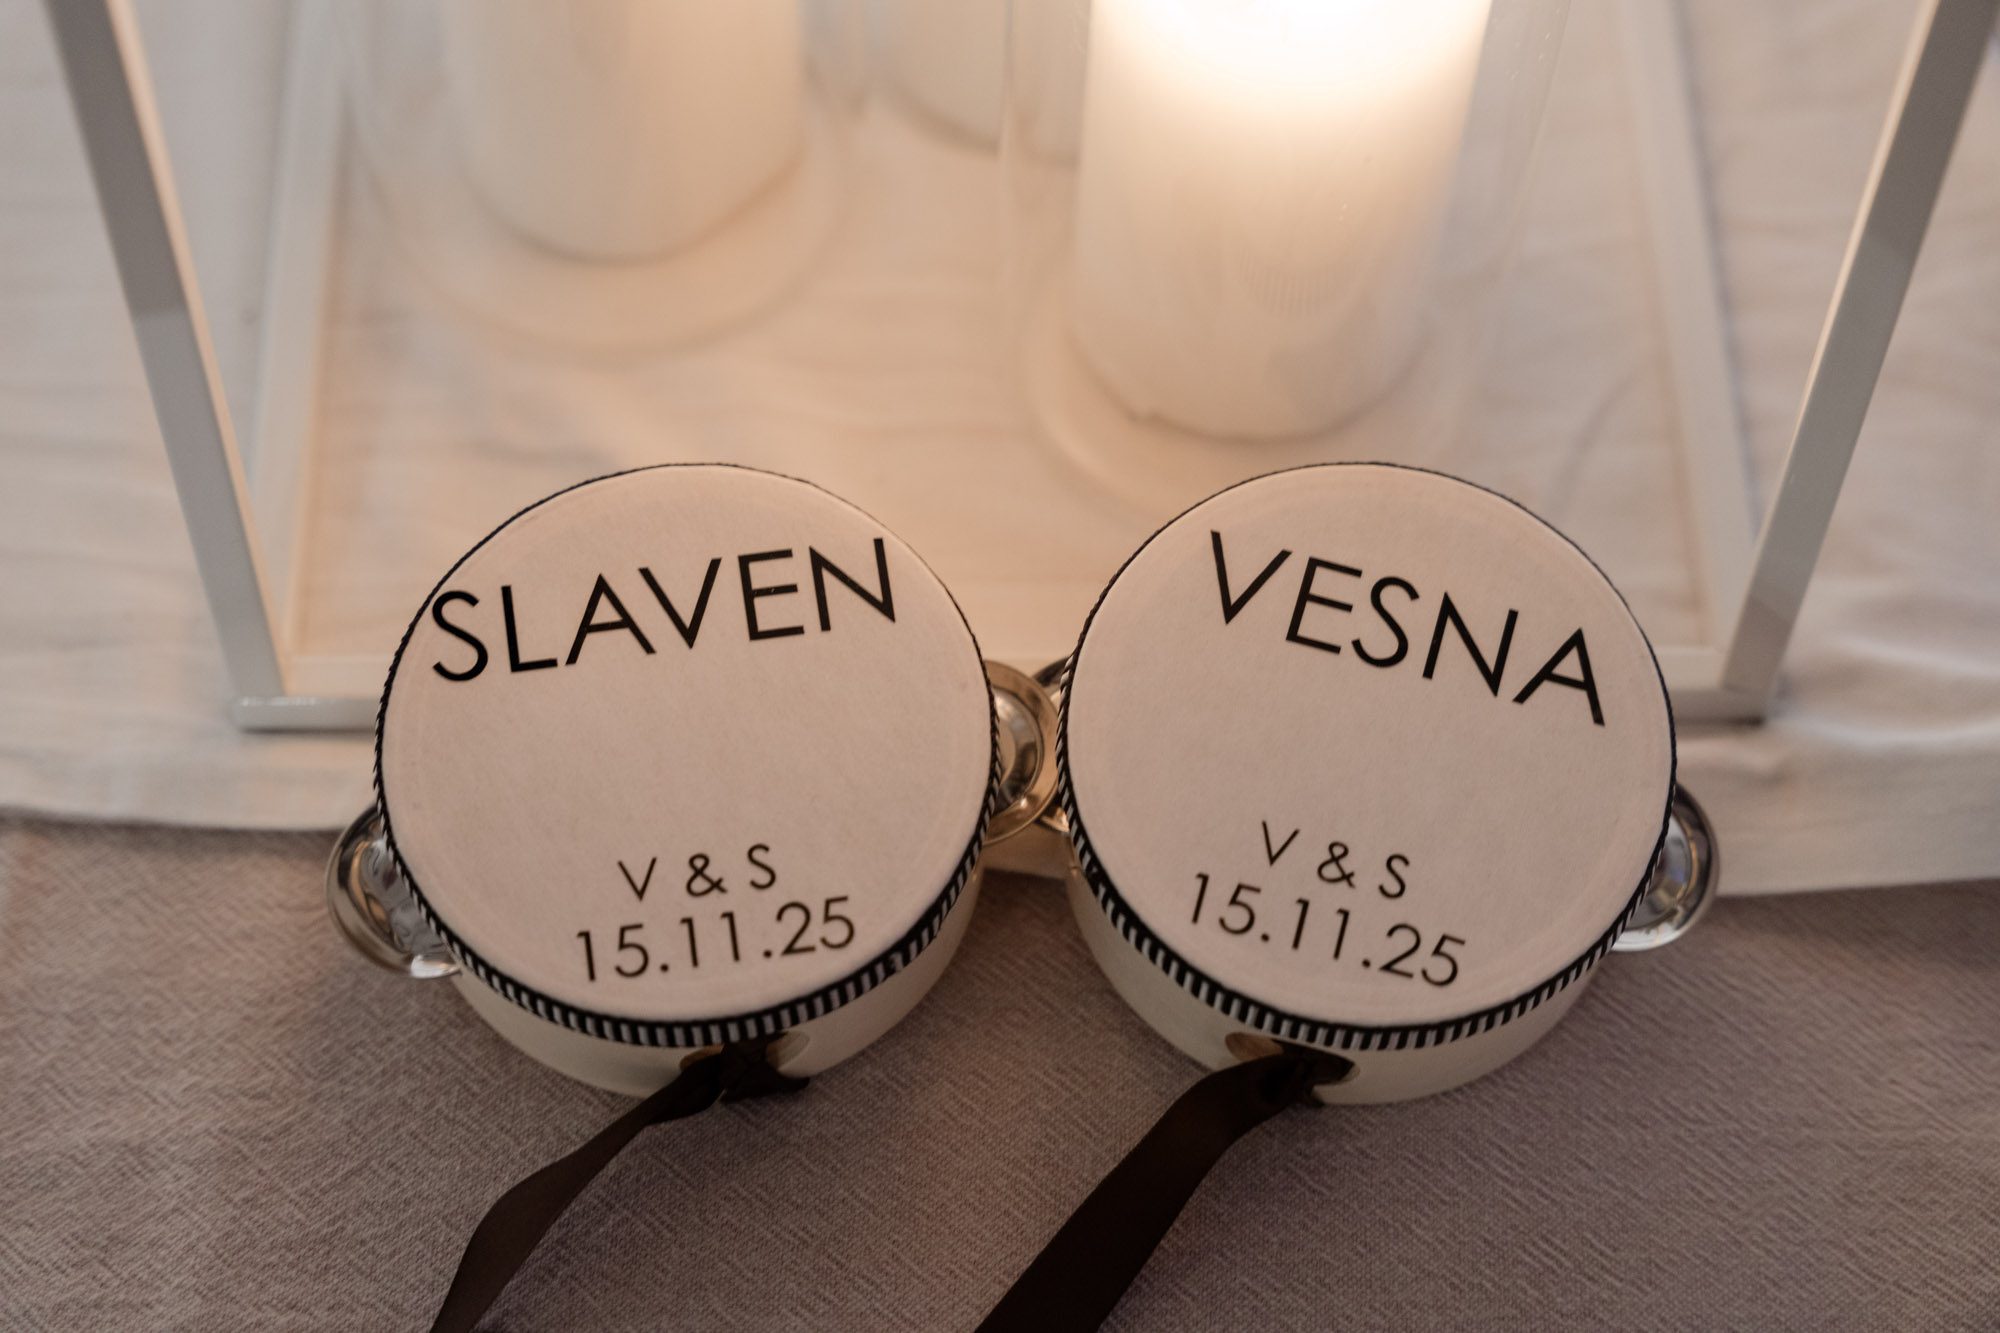 SLAVEN
V & S
15.11.25
VESNA
V & S
15.11.25